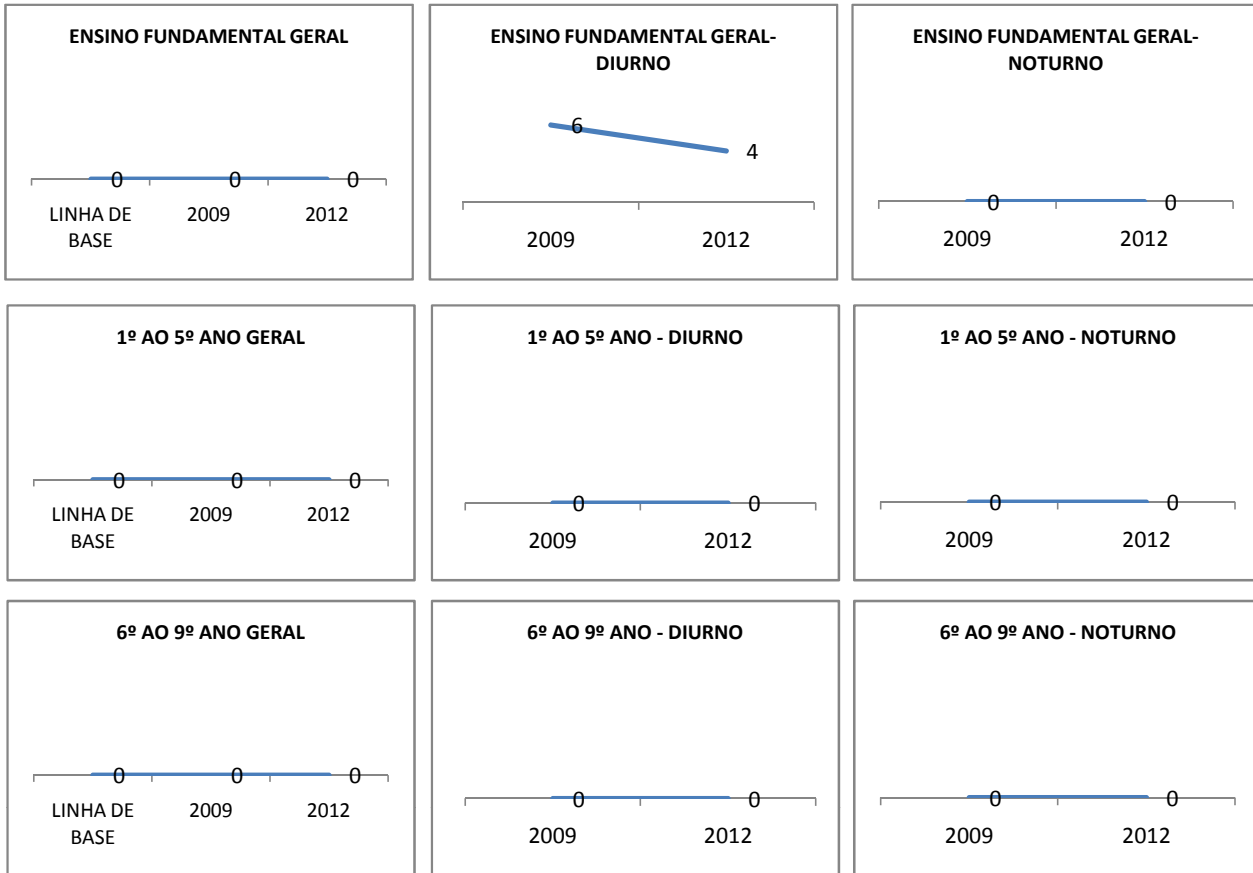 ENSINO FUNDAMENTAL GERAL
0 0 0
LINHA DE
BASE
2009 2012
ENSINO FUNDAMENTAL GERAL-
DIURNO
6
4
2009 2012
ENSINO FUNDAMENTAL GERAL-
NOTURNO
0 0
2009 2012
1º AO 5º ANO GERAL
0 0 0
LINHA DE
BASE
2009 2012
1º AO 5º ANO - DIURNO
0 0
2009 2012
1º AO 5º ANO - NOTURNO
0 0
2009 2012
6º AO 9º ANO GERAL
0 0 0
LINHA DE
BASE
2009 2012
6º AO 9º ANO - DIURNO
0 0
2009 2012
6º AO 9º ANO - NOTURNO
0 0
2009 2012